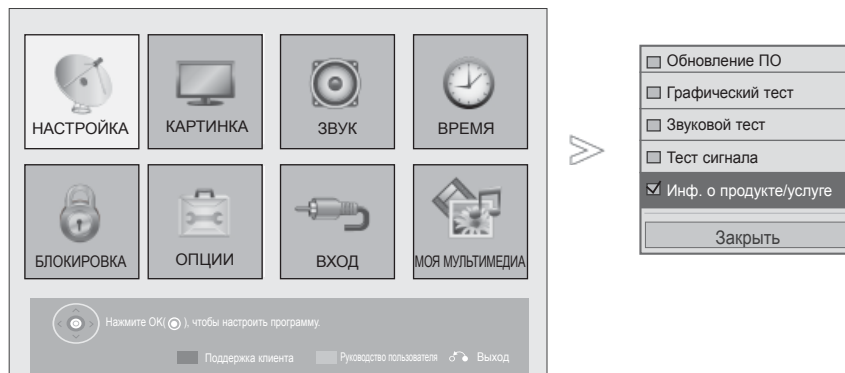 НАСТРОЙКА
КАРТИНКА
ЗВУК
ВРЕМЯ
БЛОКИРОВКА
ОПЦИИ
ВХОД
МОЯ МУЛЬТИМЕДИА
Нажмите OK( ), чтобы настроить программу.
Поддержка клиента
Руководство пользователя
Выход
Обновление ПО
Графический тест
Звуковой тест
Тест сигнала
Инф. о продукте/услуге
Закрыть